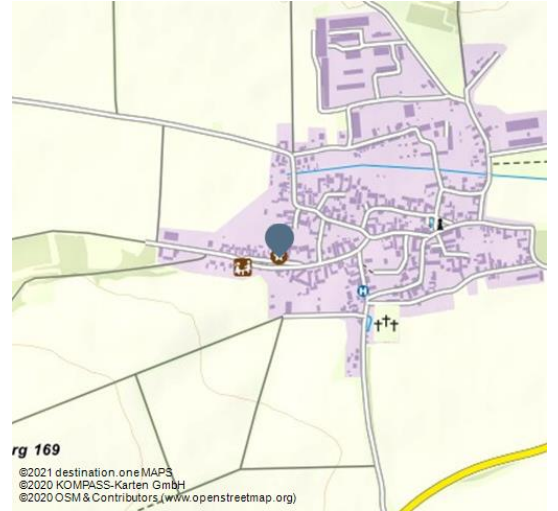 H
rg 169
©2021 destination.one MAPS
©2020 KOMPASS-Karten GmbH
©2020 OSM & Contributors (www.openstreetmap.org)